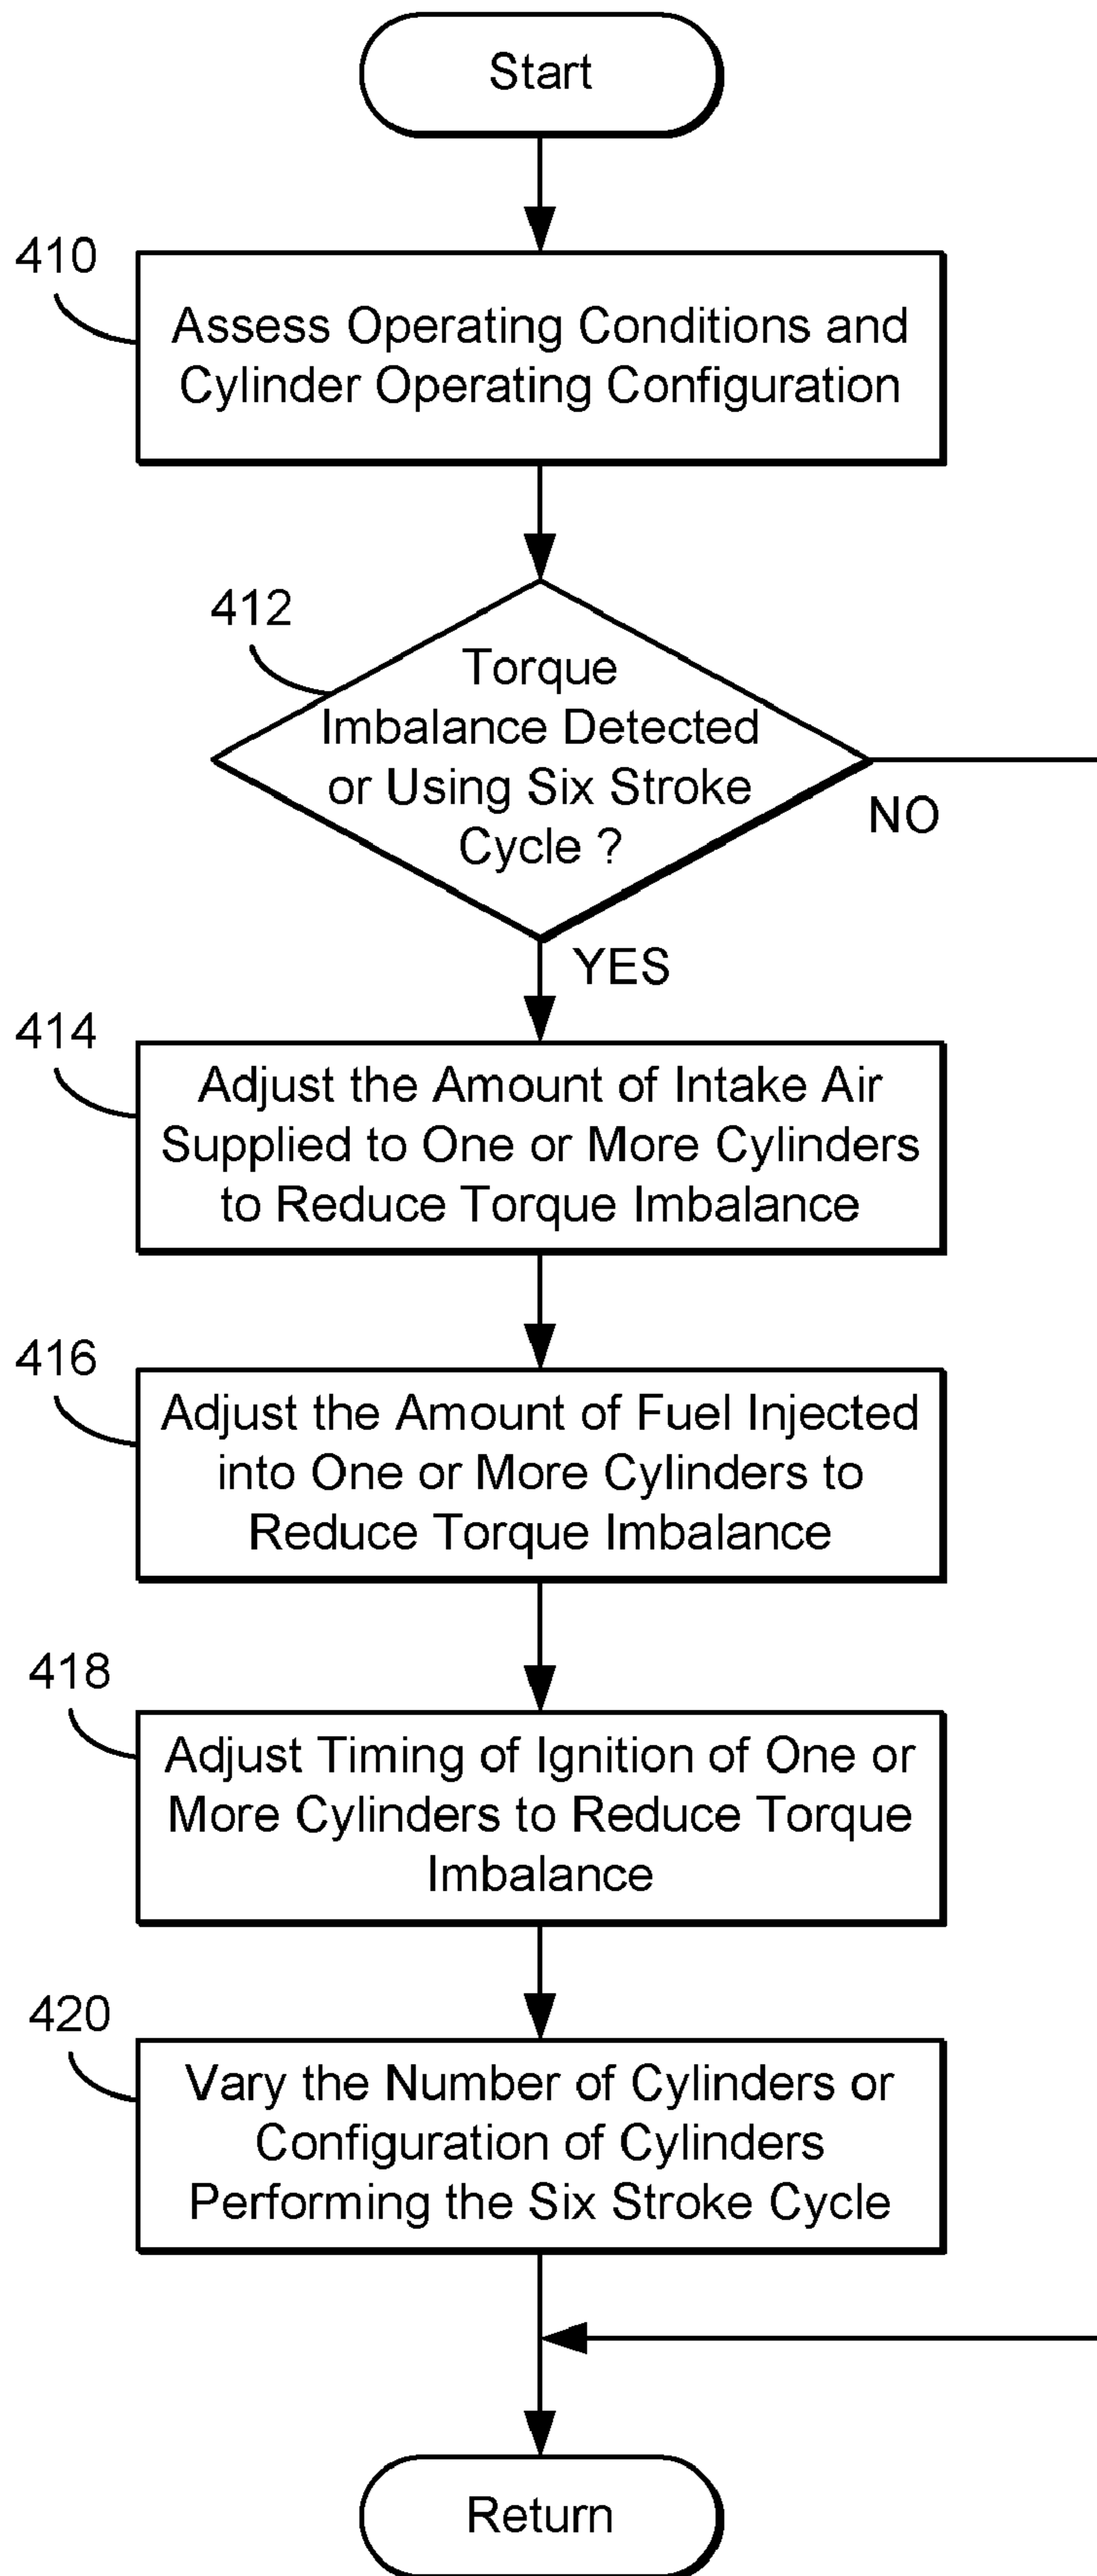 Start
410
Assess Operating Conditions and
Cylinder Operating Configuration
412
Torque
Imbalance Detected
or Using Six Stroke
Cycle ?
NO
YES
414
Adjust the Amount of Intake Air
Supplied to One or More Cylinders
to Reduce Torque Imbalance
416
Adjust the Amount of Fuel Injected
into One or More Cylinders to
Reduce Torque Imbalance
418
Adjust Timing of Ignition of One or
More Cylinders to Reduce Torque
Imbalance
420
Vary the Number of Cylinders or
Configuration of Cylinders
Performing the Six Stroke Cycle
Return